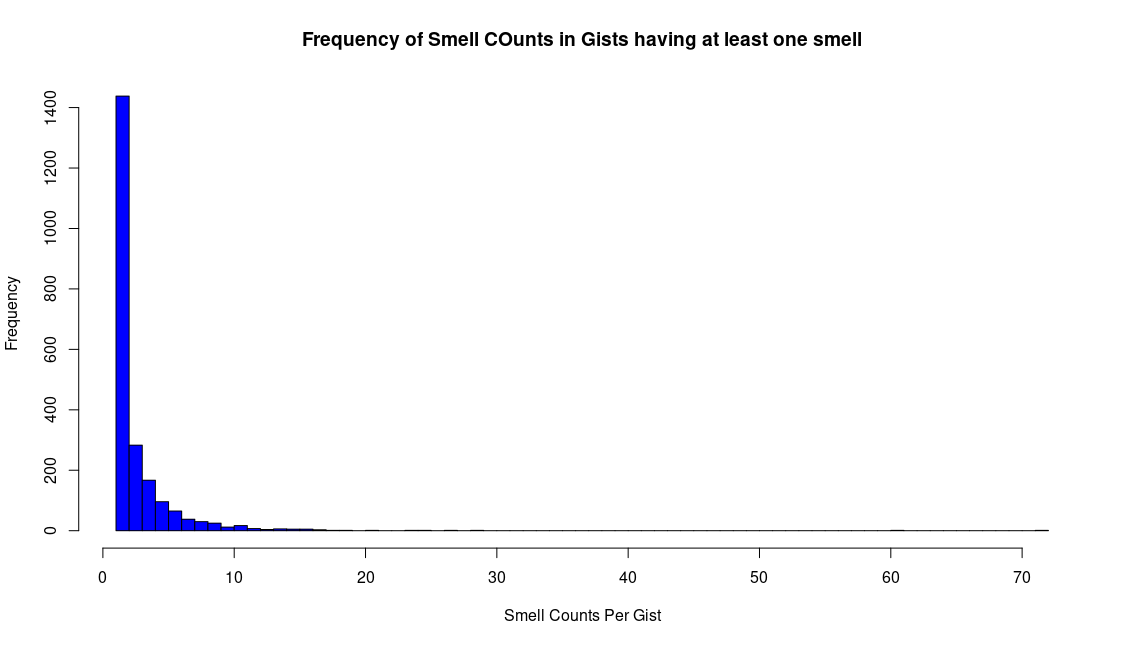 Frequency of Smell COunts in Gists having at least one smell
1400
1200
1000
800
600
400
200
0
Frequency
0 10 20 30 40 50 60 70
Smell Counts Per Gist